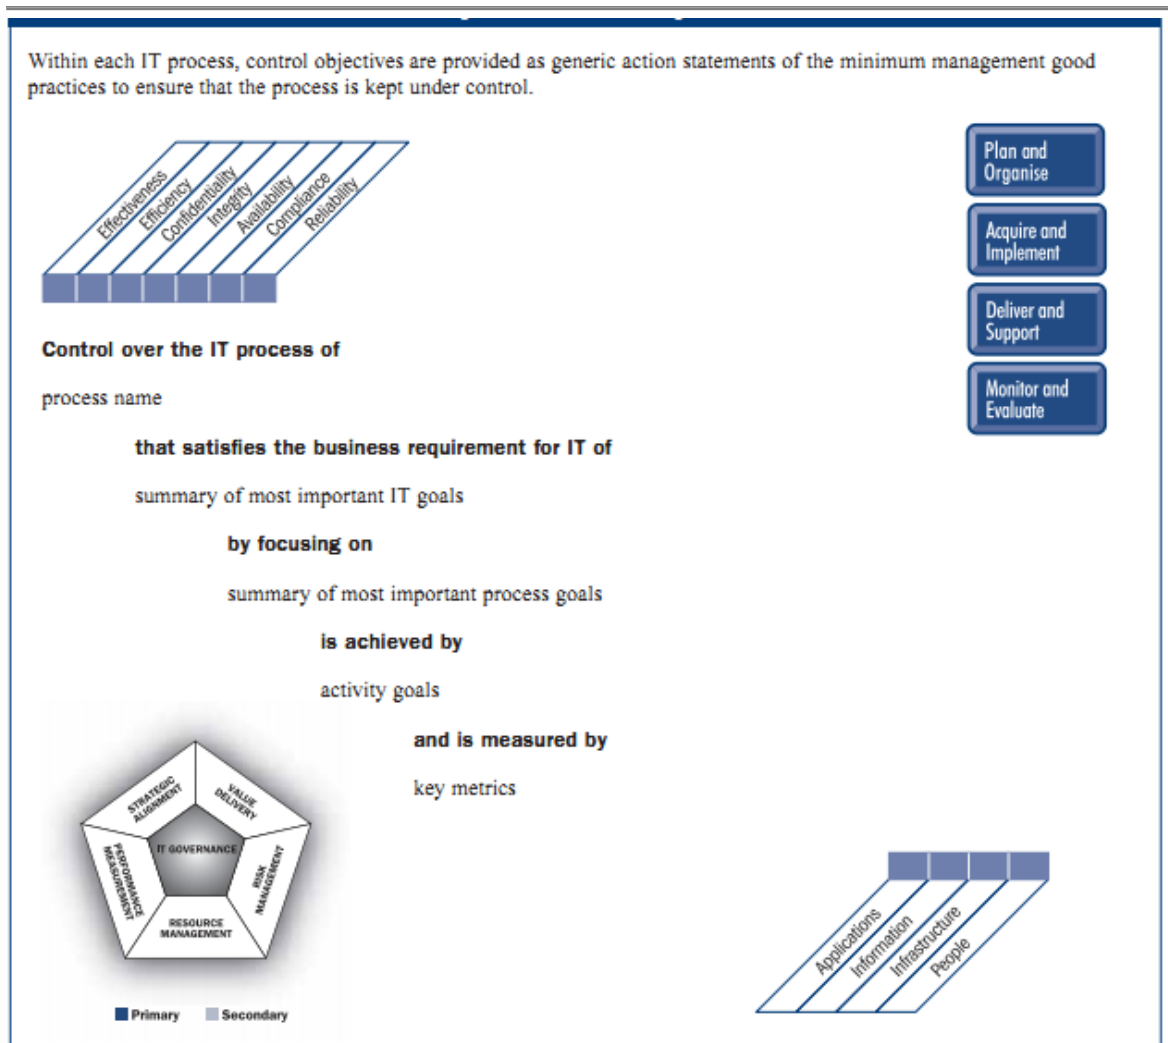 Within each IT process, control objectives are provided as generic action statements of the minimum management good
practices to ensure that the process is kept under control.
Effectiveness
Efficiency
Confidentiality
Integrity
Availability
Compliance
Reliability
Plan and
Organise
Acquire and
Implement
Deliver and
Support
Monitor and
Evaluate
Control over the IT process of
process name
that satisfies the business requirement for IT of
summary of most important IT goals
by focusing on
summary of most important process goals
is achieved by
activity goals
and is measured by
key metrics
STRATEGIC
ALIGNMENT
VALUE
DELIVERY
IT GOVERNANCE
PERFORMANCE
MEASUREMENT
RISK
MANAGEMENT
RESOURCE
MANAGEMENT
Primary
Secondary
Applications
Information
Infrastructure
People